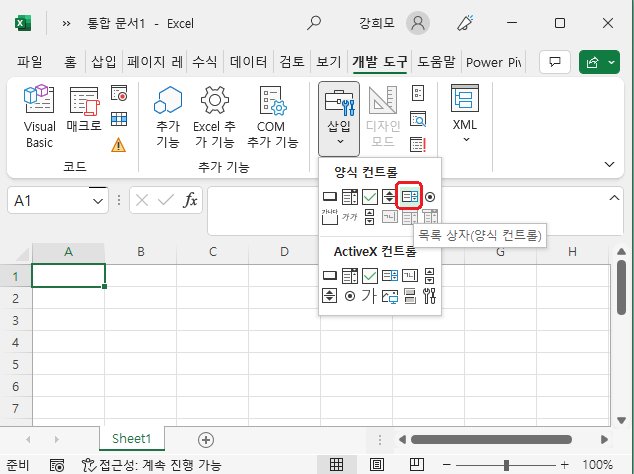 통합 문서1 - Excel
강희모
파일 홈 삽입 페이지 레 수식 데이터 검토 보기 개발 도구 도움말 Power Piv
Visual Basic
매크로
추가 기능
Excel 추가 기능
COM 추가 기능
삽입
디자인 모드
XML
코드
추가 기능
양식 컨트롤
가나다
가가
가
목록 상자(양식 컨트롤)
ActiveX 컨트롤
가
A1
fx
A B C D G H
1
2
3
4
5
6
7
Sheet1
준비
접근성: 계속 진행 가능
100%